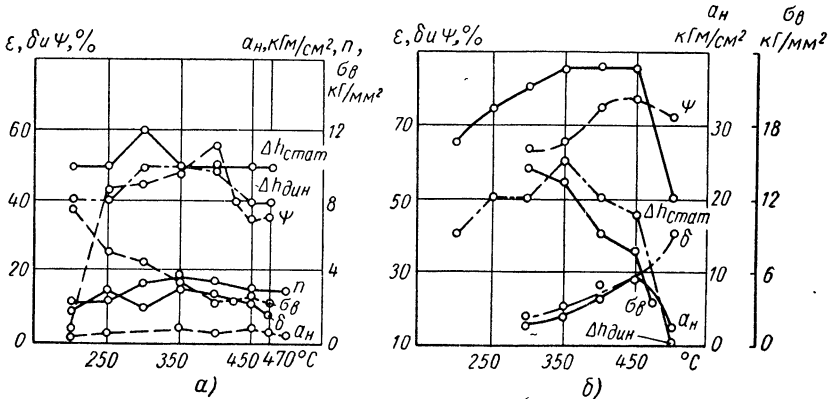 ε, δ и Ψ, %
aн, кГм/см², n,
σв
кГ/мм²
60
40
20
0
12
8
4
0
Δhстат
Δhдин
Ψ
n
σв
δ
aн
250
350
450
470°C
а)
ε, δ и Ψ, %
aн
кГм/см²
σв
кГ/мм²
70
50
30
10
30
20
10
0
18
12
6
0
Ψ
Δhстат
δ
σв
aн
Δhдин
250
350
450
°C
б)